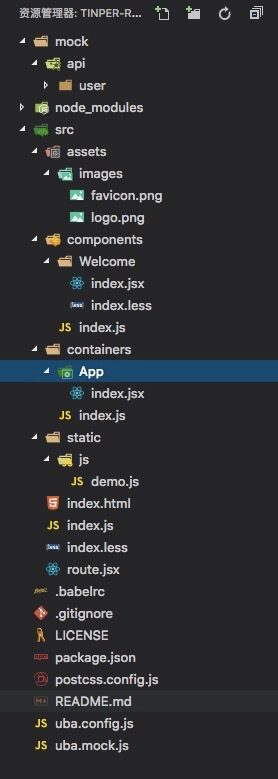 资源管理器: TINPER-R...
mock
api
user
node_modules
src
assets
images
favicon.png
logo.png
components
Welcome
index.jsx
index.less
JS index.js
containers
App
index.jsx
JS index.js
static
js
JS demo.js
index.html
JS index.js
index.less
route.jsx
.babelrc
.gitignore
LICENSE
package.json
postcss.config.js
README.md
JS uba.config.js
JS uba.mock.js